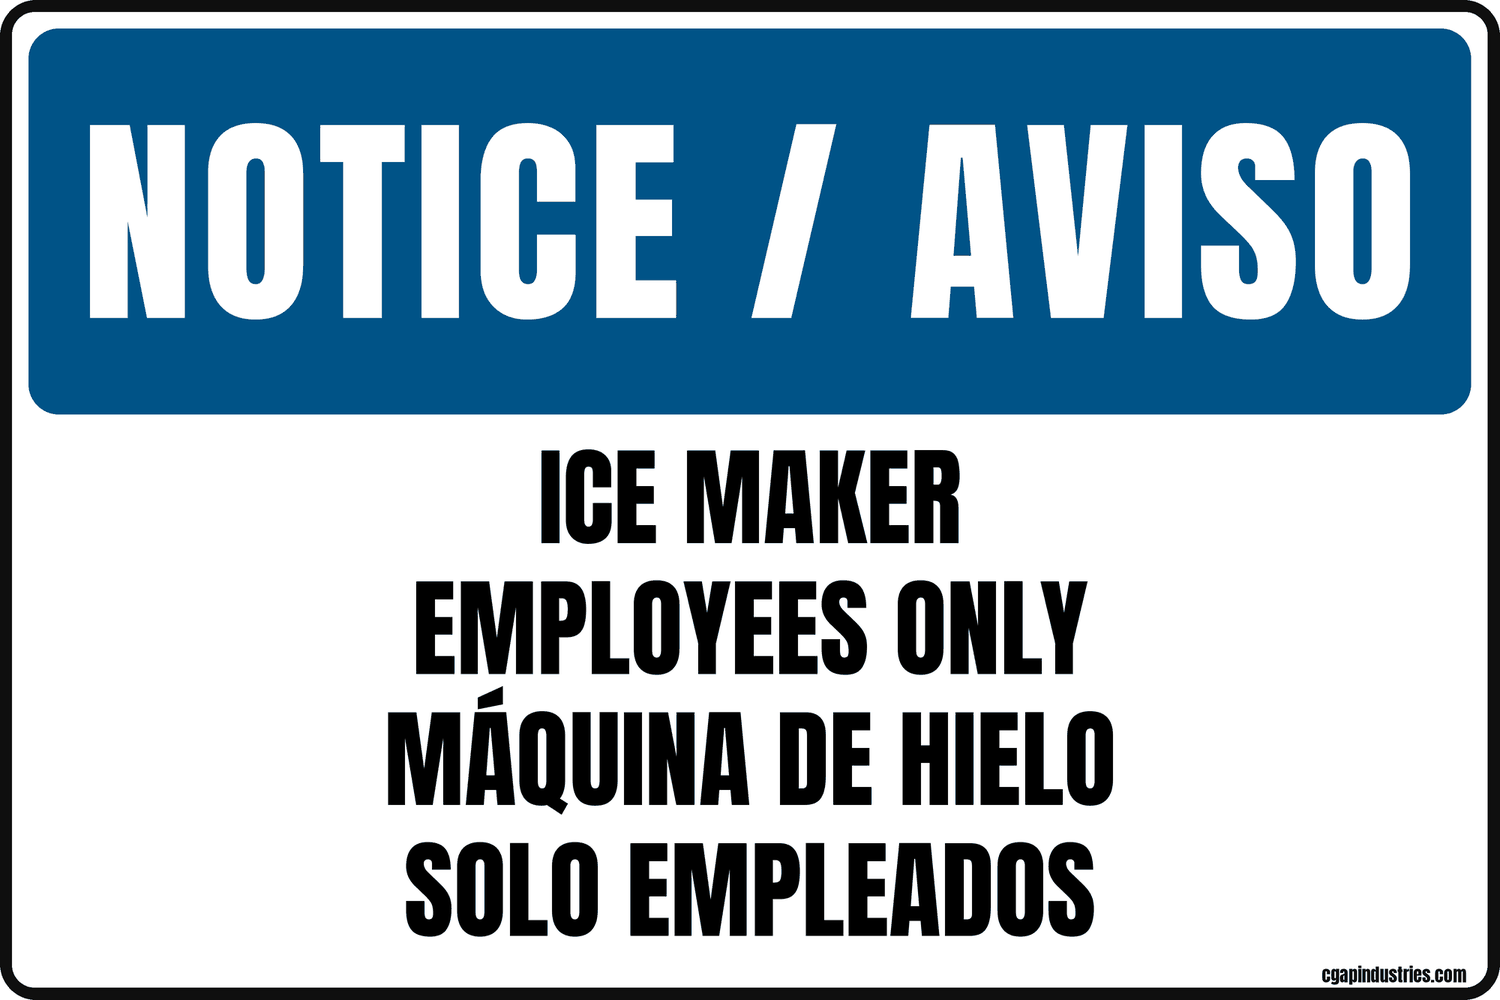 NOTICE / AVISO
ICE MAKER
EMPLOYEES ONLY
MÁQUINA DE HIELO
SOLO EMPLEADOS
cgapindustries.com